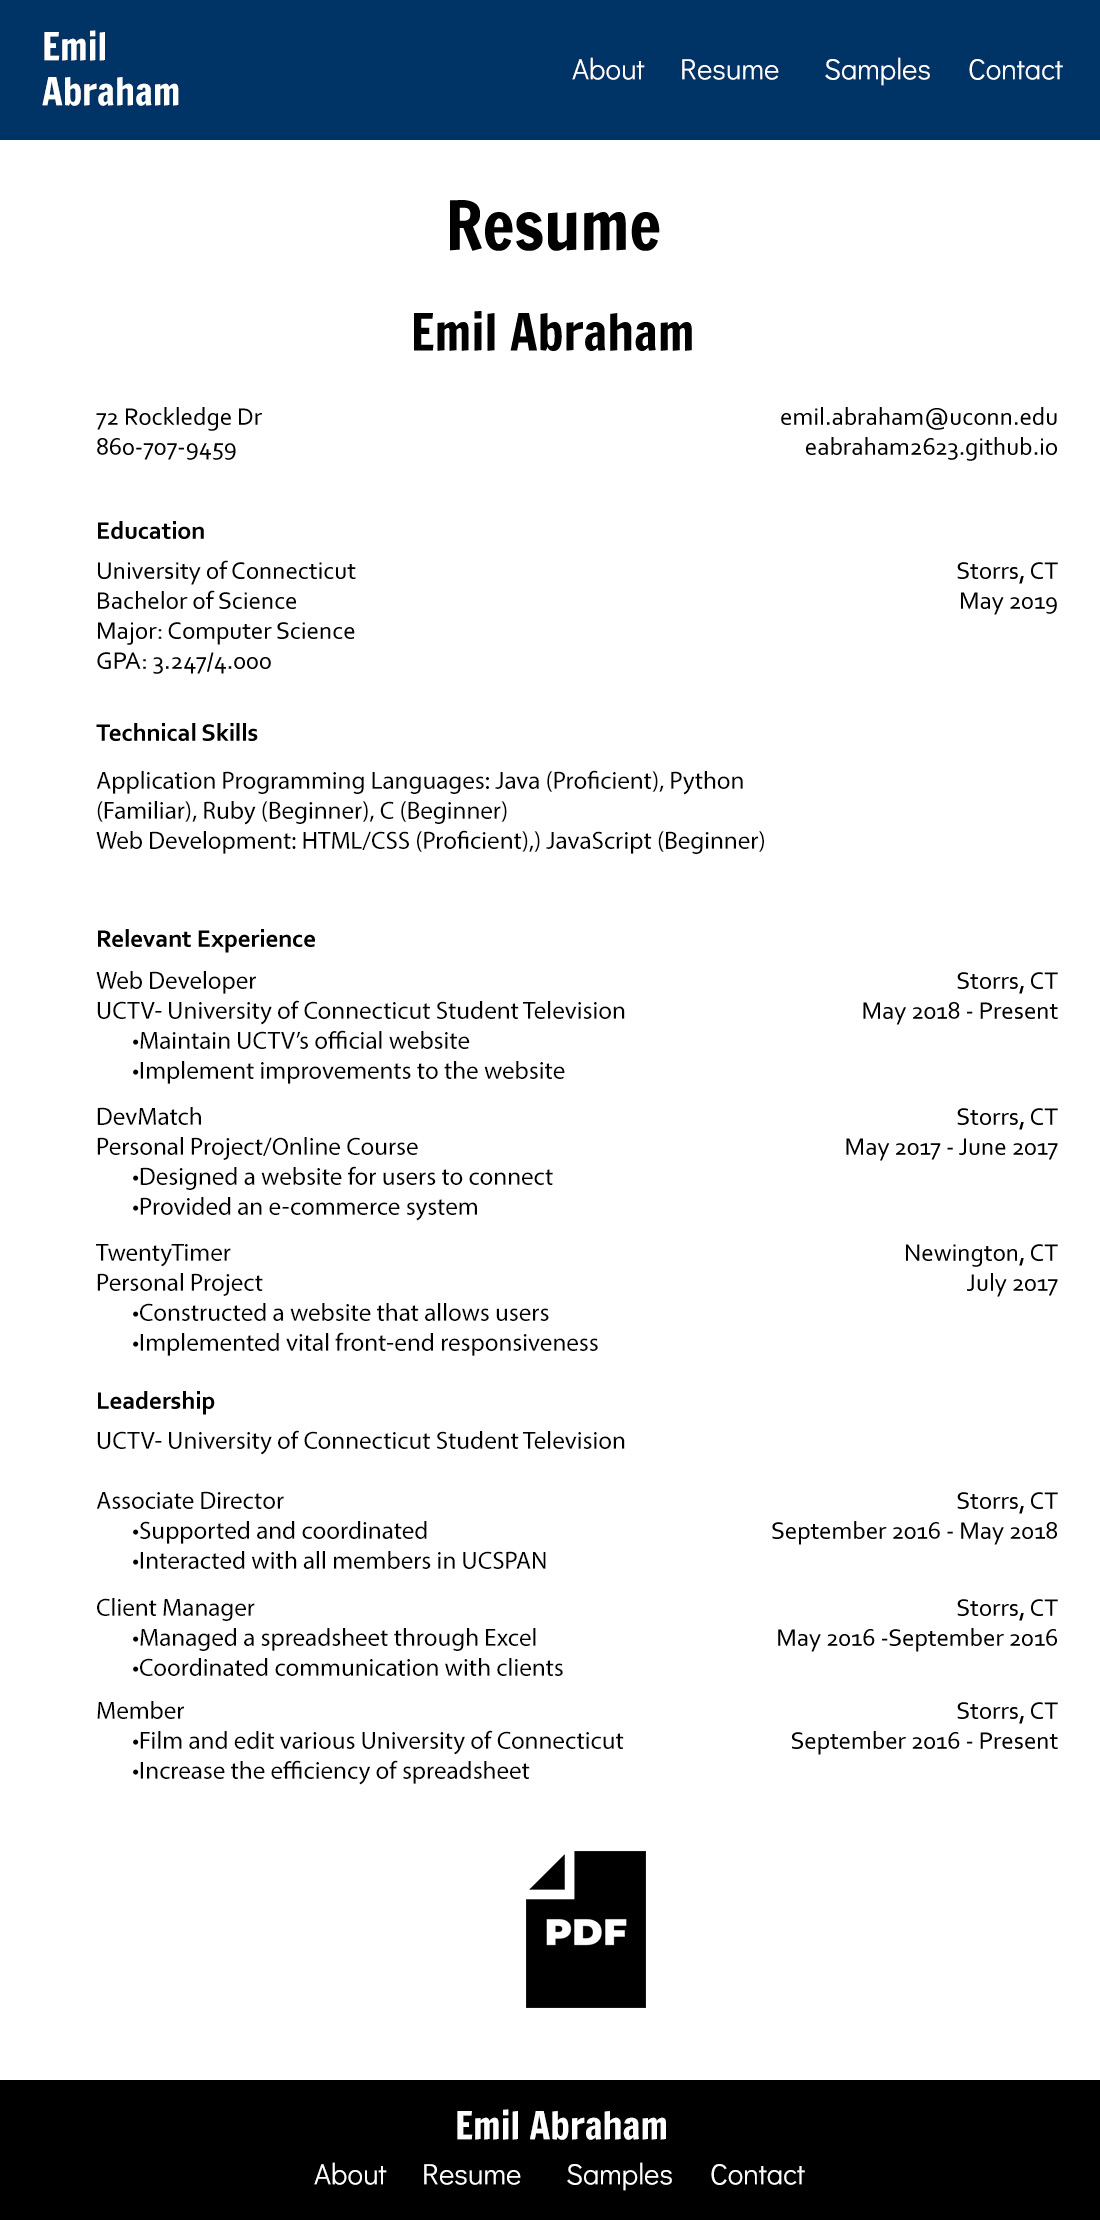 Emil
Abraham
About Resume Samples Contact
Resume
Emil Abraham
72 Rockledge Dr emil.abraham@uconn.edu
860-707-9459 eabraham2623.github.io
Education
University of Connecticut Storrs, CT
Bachelor of Science May 2019
Major: Computer Science
GPA: 3.247/4.000
Technical Skills
Application Programming Languages: Java (Proficient), Python
(Familiar), Ruby (Beginner), C (Beginner)
Web Development: HTML/CSS (Proficient),) JavaScript (Beginner)
Relevant Experience
Web Developer Storrs, CT
UCTV- University of Connecticut Student Television May 2018 - Present
•Maintain UCTV’s official website
•Implement improvements to the website
DevMatch Storrs, CT
Personal Project/Online Course May 2017 - June 2017
•Designed a website for users to connect
•Provided an e-commerce system
TwentyTimer Newington, CT
Personal Project July 2017
•Constructed a website that allows users
•Implemented vital front-end responsiveness
Leadership
UCTV- University of Connecticut Student Television
Associate Director Storrs, CT
•Supported and coordinated September 2016 - May 2018
•Interacted with all members in UCSPAN
Client Manager Storrs, CT
•Managed a spreadsheet through Excel May 2016 -September 2016
•Coordinated communication with clients
Member Storrs, CT
•Film and edit various University of Connecticut September 2016 - Present
•Increase the efficiency of spreadsheet
PDF
Emil Abraham
About Resume Samples Contact